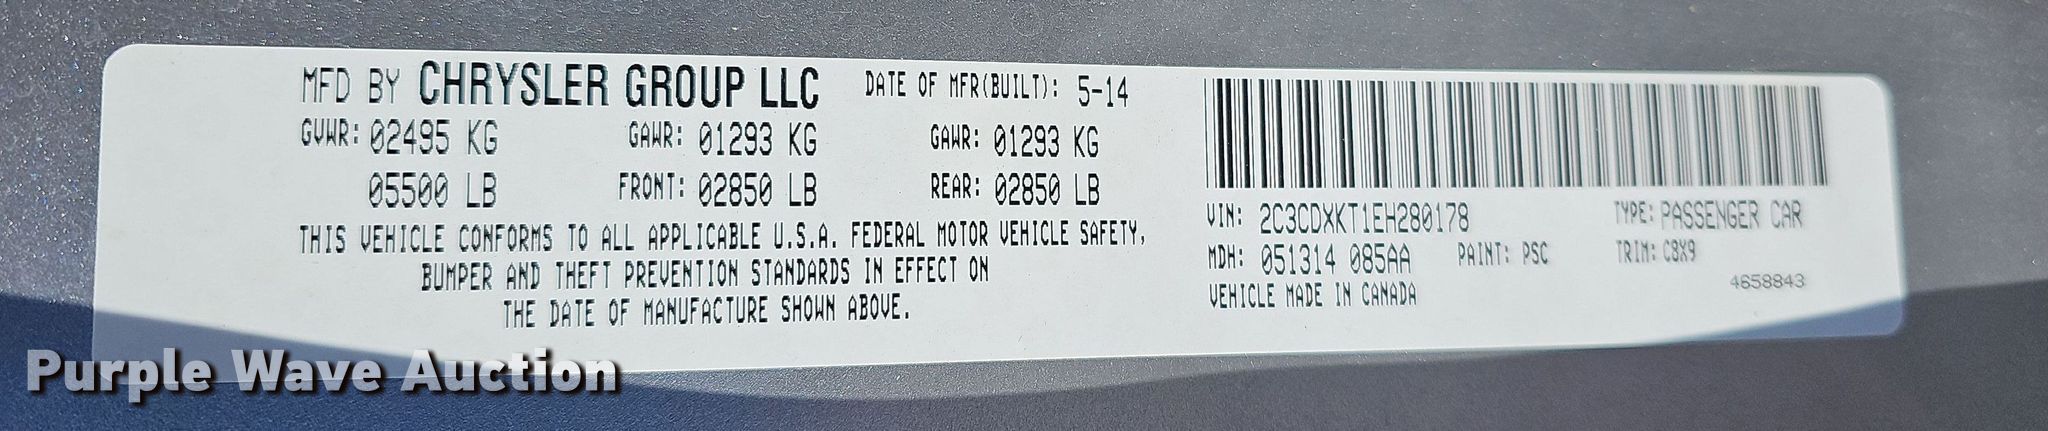 MFD BY CHRYSLER GROUP LLC DATE OF MFR(BUILT): 5-14
GVWR: 02495 KG GAWR: 01293 KG GAWR: 01293 KG
05500 LB FRONT: 02850 LB REAR: 02850 LB
THIS VEHICLE CONFORMS TO ALL APPLICABLE U.S.A. FEDERAL MOTOR VEHICLE SAFETY,
BUMPER AND THEFT PREVENTION STANDARDS IN EFFECT ON
THE DATE OF MANUFACTURE SHOWN ABOVE.
VIN: 2C3CDXKT1EH280178 TYPE: PASSENGER CAR
MDH: 051314 085AA PAINT: PSC TRIM: C8X9
VEHICLE MADE IN CANADA 4658843
Purple Wave Auction